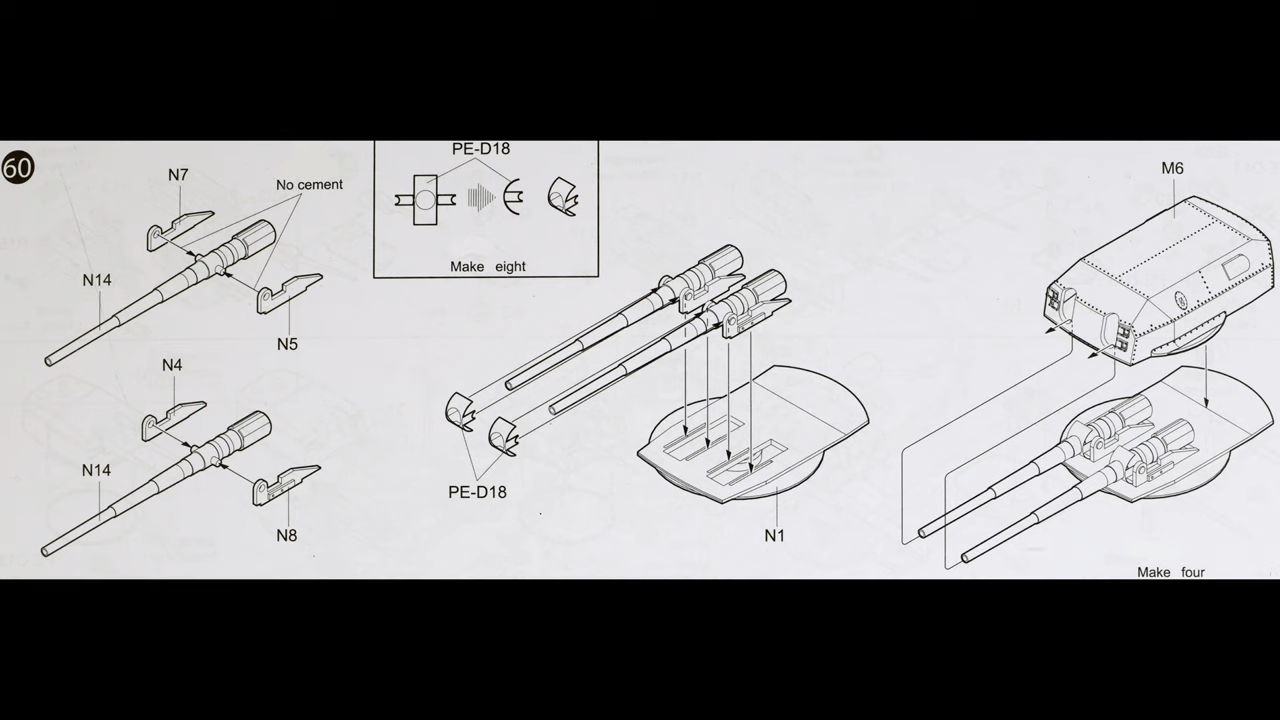 60
N7
No cement
N14
N5
N4
N14
N8
PE-D18
Make eight
PE-D18
N1
M6
Make four